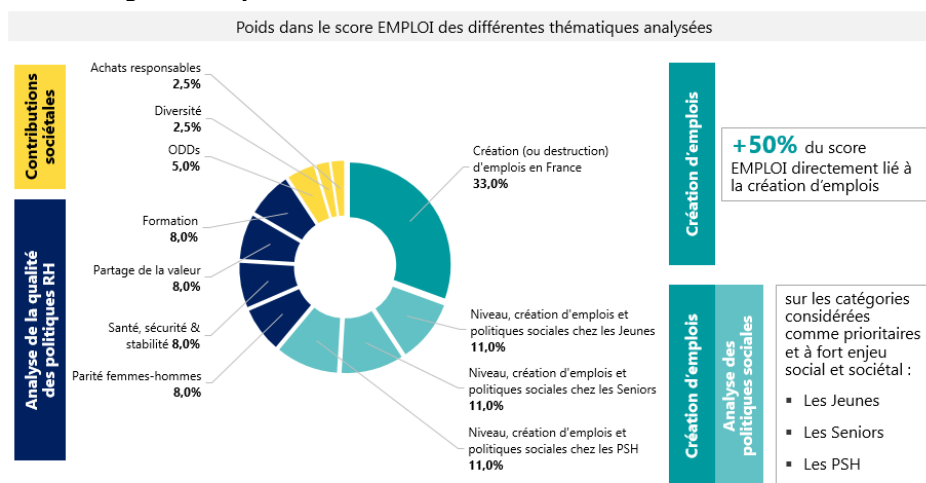 Poids dans le score EMPLOI des différentes thématiques analysées
Contributions
sociétales
Analyse de la qualité
des politiques RH
Achats responsables
2,5%
Diversité
2,5%
ODDs
5,0%
Formation
8,0%
Partage de la valeur
8,0%
Santé, sécurité &
stabilité 8,0%
Parité femmes-hommes
8,0%
Création (ou destruction)
d'emplois en France
33,0%
Niveau, création d'emplois et
politiques sociales chez les Jeunes
11,0%
Niveau, création d'emplois et
politiques sociales chez les Seniors
11,0%
Niveau, création d'emplois et
politiques sociales chez les PSH
11,0%
Création d'emplois
+50% du score
EMPLOI directement lié à
la création d'emplois
Création d'emplois
Analyse des
politiques sociales
sur les catégories
considérées
comme prioritaires
et à fort enjeu
social et sociétal :
▪ Les Jeunes
▪ Les Seniors
▪ Les PSH